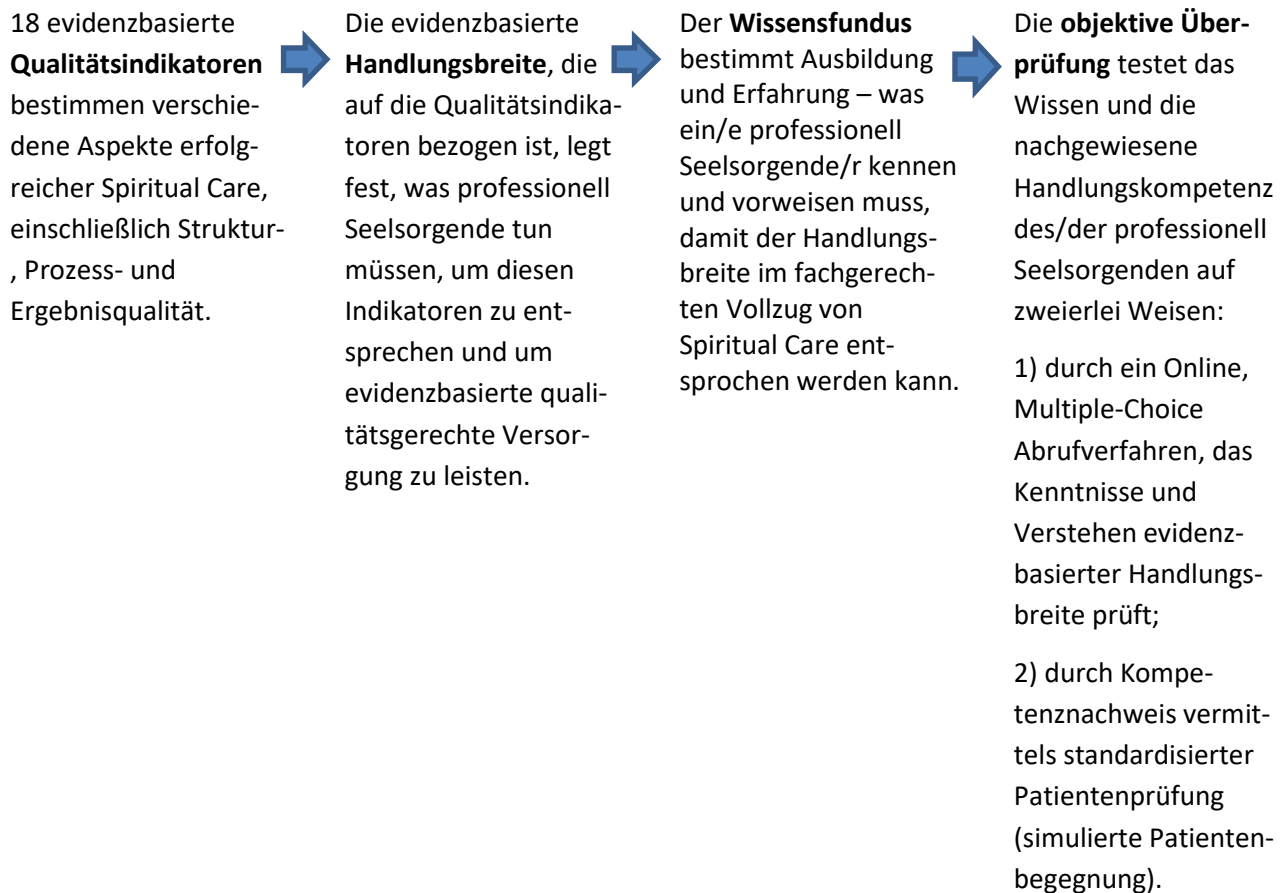 18 evidenzbasierte
Qualitätsindikatoren
bestimmen verschie-
dene Aspekte erfolg-
reicher Spiritual Care,
einschließlich Struktur-
, Prozess- und
Ergebnisqualität.
Die evidenzbasierte
Handlungsbreite, die
auf die Qualitätsindika-
toren bezogen ist, legt
fest, was professionell
Seelsorgende tun
müssen, um diesen
Indikatoren zu ent-
sprechen und um
evidenzbasierte quali-
tätsgerechte Versor-
gung zu leisten.
Der Wissensfundus
bestimmt Ausbildung
und Erfahrung – was
ein/e professionell
Seelsorgende/r kennen
und vorweisen muss,
damit der Handlungs-
breite im fachgerech-
ten Vollzug von
Spiritual Care ent-
sprochen werden kann.
Die objektive Über-
prüfung testet das
Wissen und die
nachgewiesene
Handlungskompetenz
des/der professionell
Seelsorgenden auf
zweierlei Weisen:
1) durch ein Online,
Multiple-Choice
Abrufverfahren, das
Kenntnisse und
Verstehen evidenz-
basierter Handlungs-
breite prüft;
2) durch Kompe-
tenznachweis vermit-
tels standardisierter
Patientenprüfung
(simulierte Patienten-
begegnung).